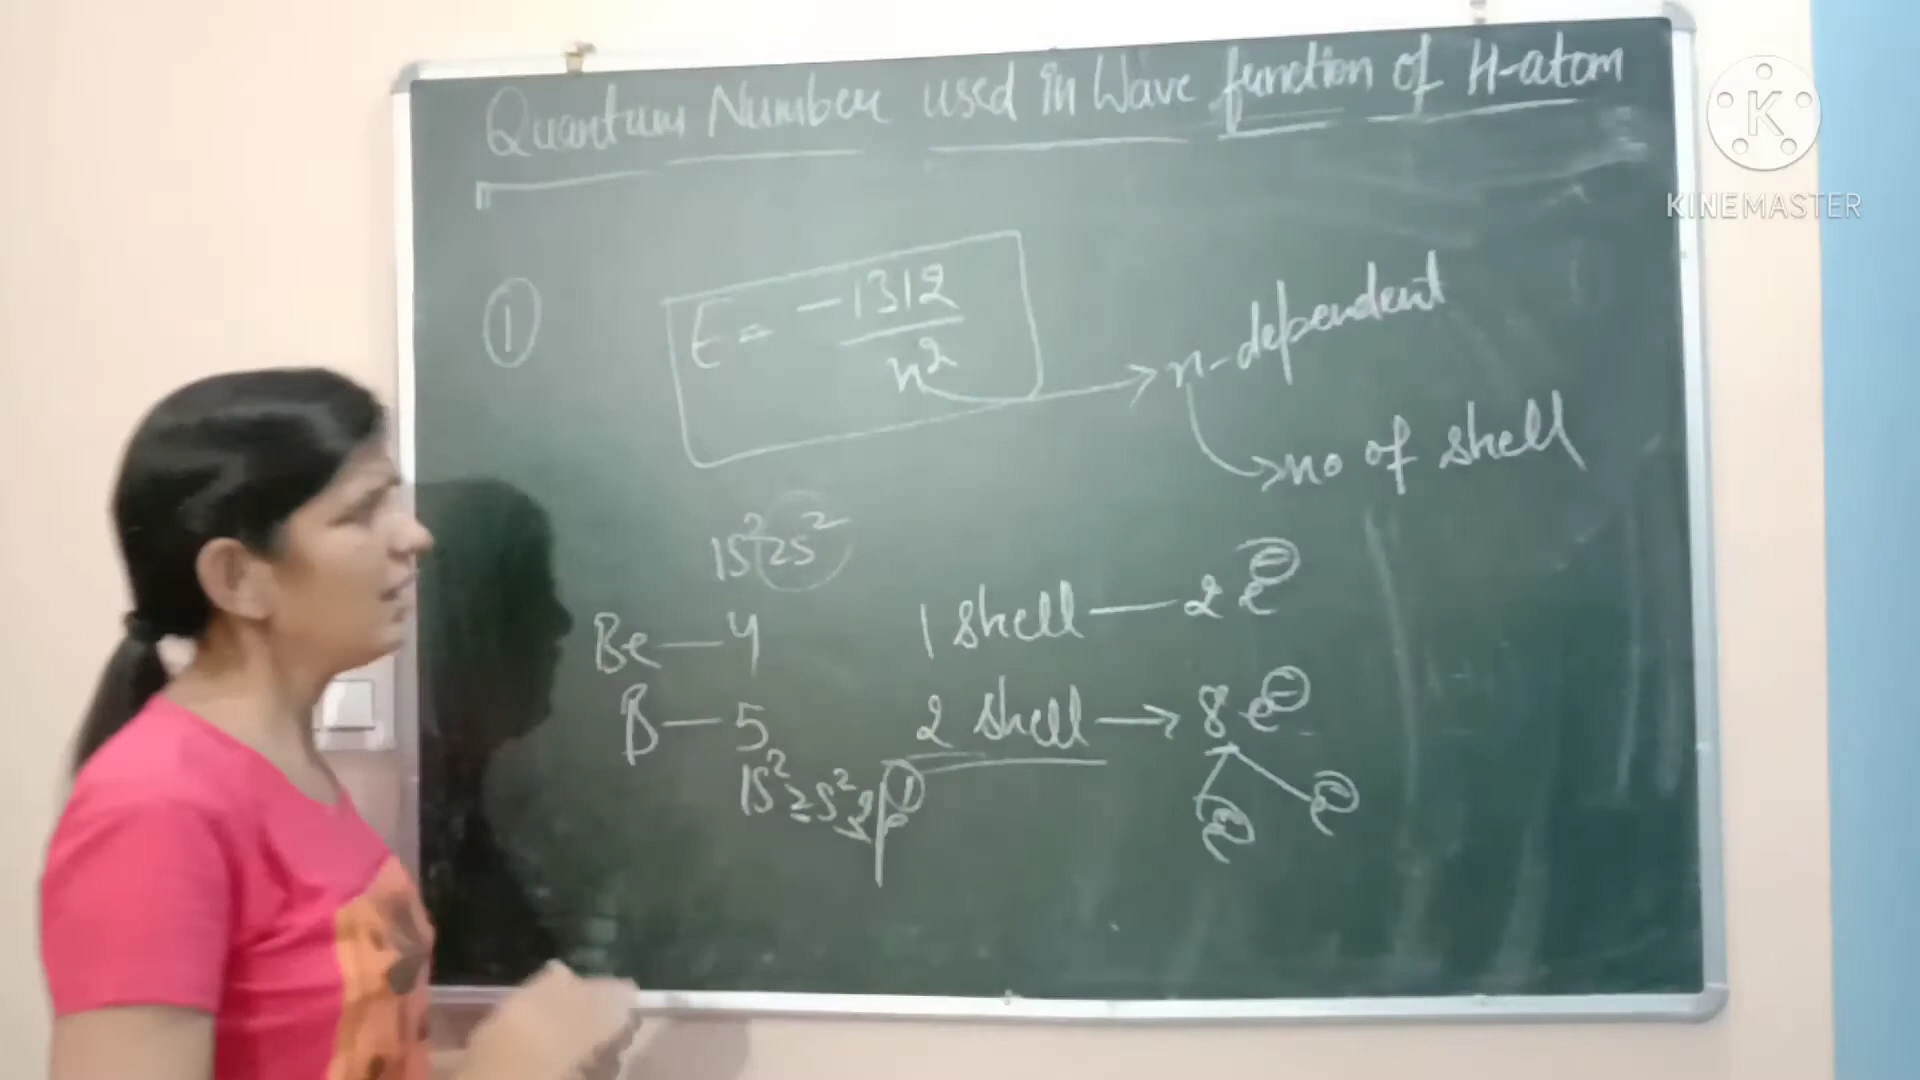 Quantum Number used in Wave function of H-atom
①
E = -1312/n²
n-dependent
no of shell
1s²2s²
Be—4
1 shell — 2e⊖
B—5
2 shell → 8e⊖
1s²2s²2p¹
e⊖ e⊖
K
KINEMASTER